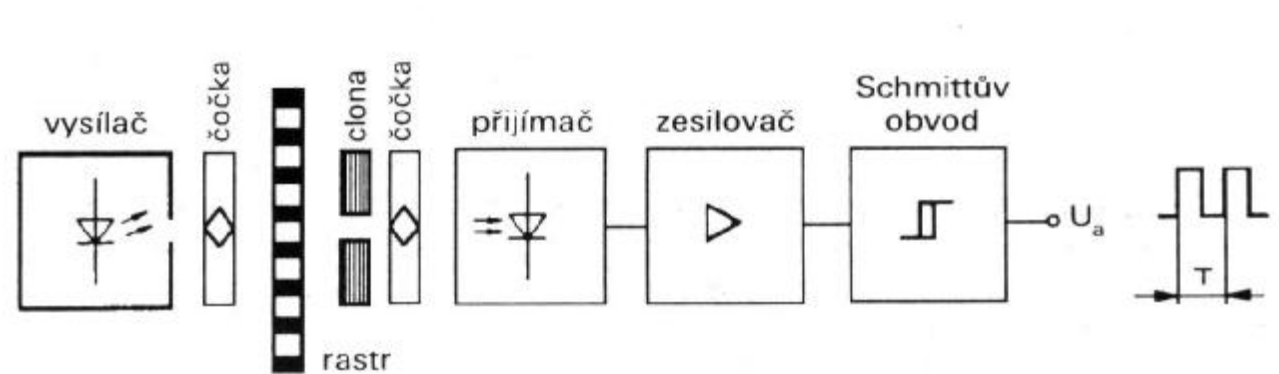 vysílač
čočka
rastr
clona
čočka
přijímač
zesilovač
Schmittův
obvod
Ua
T